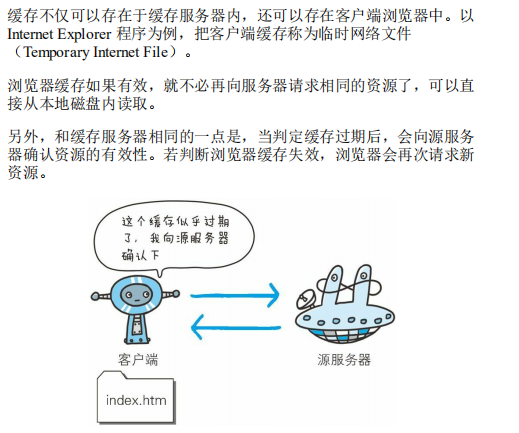 缓存不仅可以存在于缓存服务器内，还可以存在客户端浏览器中。以
Internet Explorer 程序为例，把客户端缓存称为临时网络文件
（Temporary Internet File）。
浏览器缓存如果有效，就不必再向服务器请求相同的资源了，可以直
接从本地磁盘内读取。
另外，和缓存服务器相同的一点是，当判定缓存过期后，会向源服务
器确认资源的有效性。若判断浏览器缓存失效，浏览器会再次请求新
资源。
这个缓存似乎过期
了，我向源服务器
确认下
客户端
源服务器
index.htm